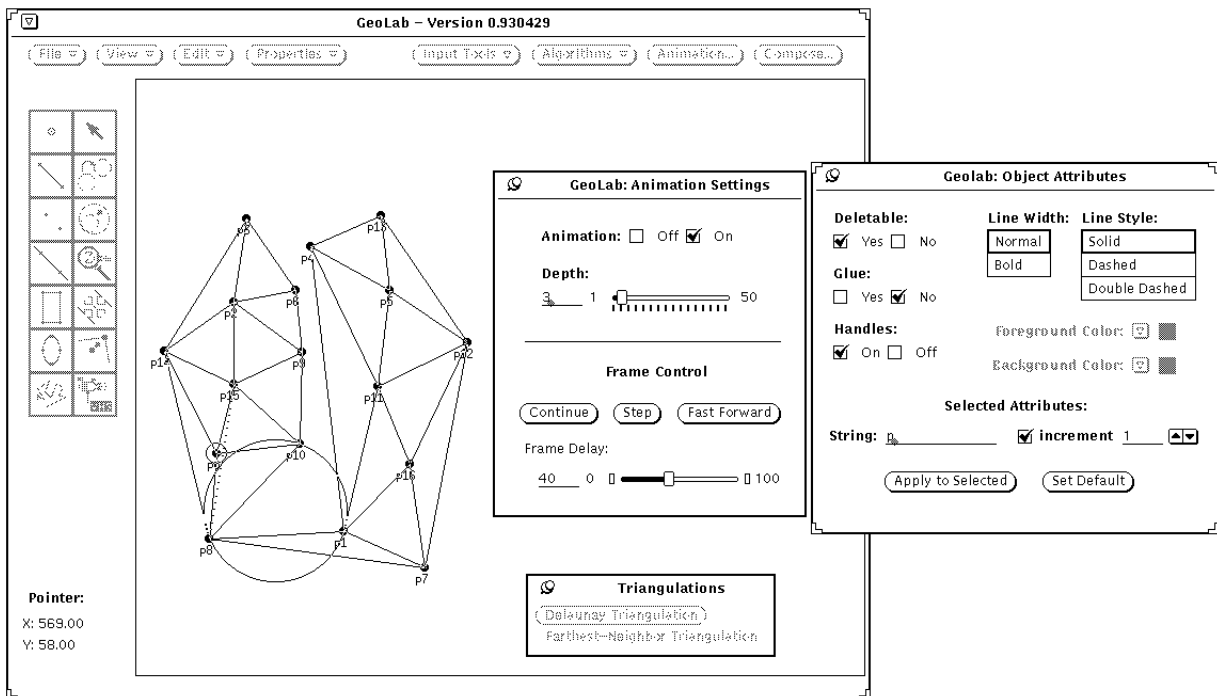 GeoLab – Version 0.930429
File View Edit Properties Input T-x-is Algorithms Animation... Compose...
GeoLab: Animation Settings
Animation: Off On
Depth:
3 1 50
Frame Control
Continue Step Fast Forward
Frame Delay:
40 0 100
Geolab: Object Attributes
Deletable: Line Width: Line Style:
Yes No Normal Solid
Bold Dashed
Glue: Double Dashed
Yes No
Handles: Foreground Color:
On Off
Background Color:
Selected Attributes:
String: p increment 1
Apply to Selected Set Default
p13
p4
p2
p14
p9
p12
p15
p11
p10
p16
p8
p1
p7
Triangulations
Delaunay Triangulation
Farthest–Neighbor Triangulation
Pointer:
X: 569.00
Y: 58.00